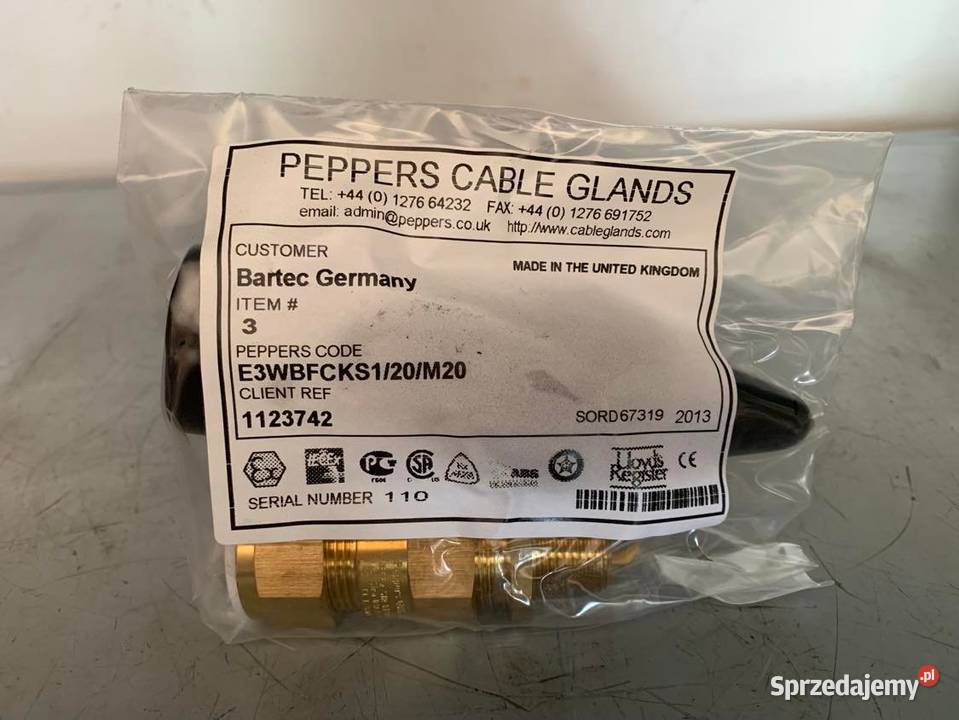 PEPPERS CABLE GLANDS
TEL: +44 (0) 1276 64232 FAX: +44 (0) 1276 691752
email: admin@peppers.co.uk http://www.cableglands.com
CUSTOMER
MADE IN THE UNITED KINGDOM
Bartec Germany
ITEM #
3
PEPPERS CODE
E3WBFCKS1/20/M20
CLIENT REF
1123742
SORD67319 2013
Lloyd's
Register
CE
ABS
SERIAL NUMBER 110
Sprzedajemy.pl